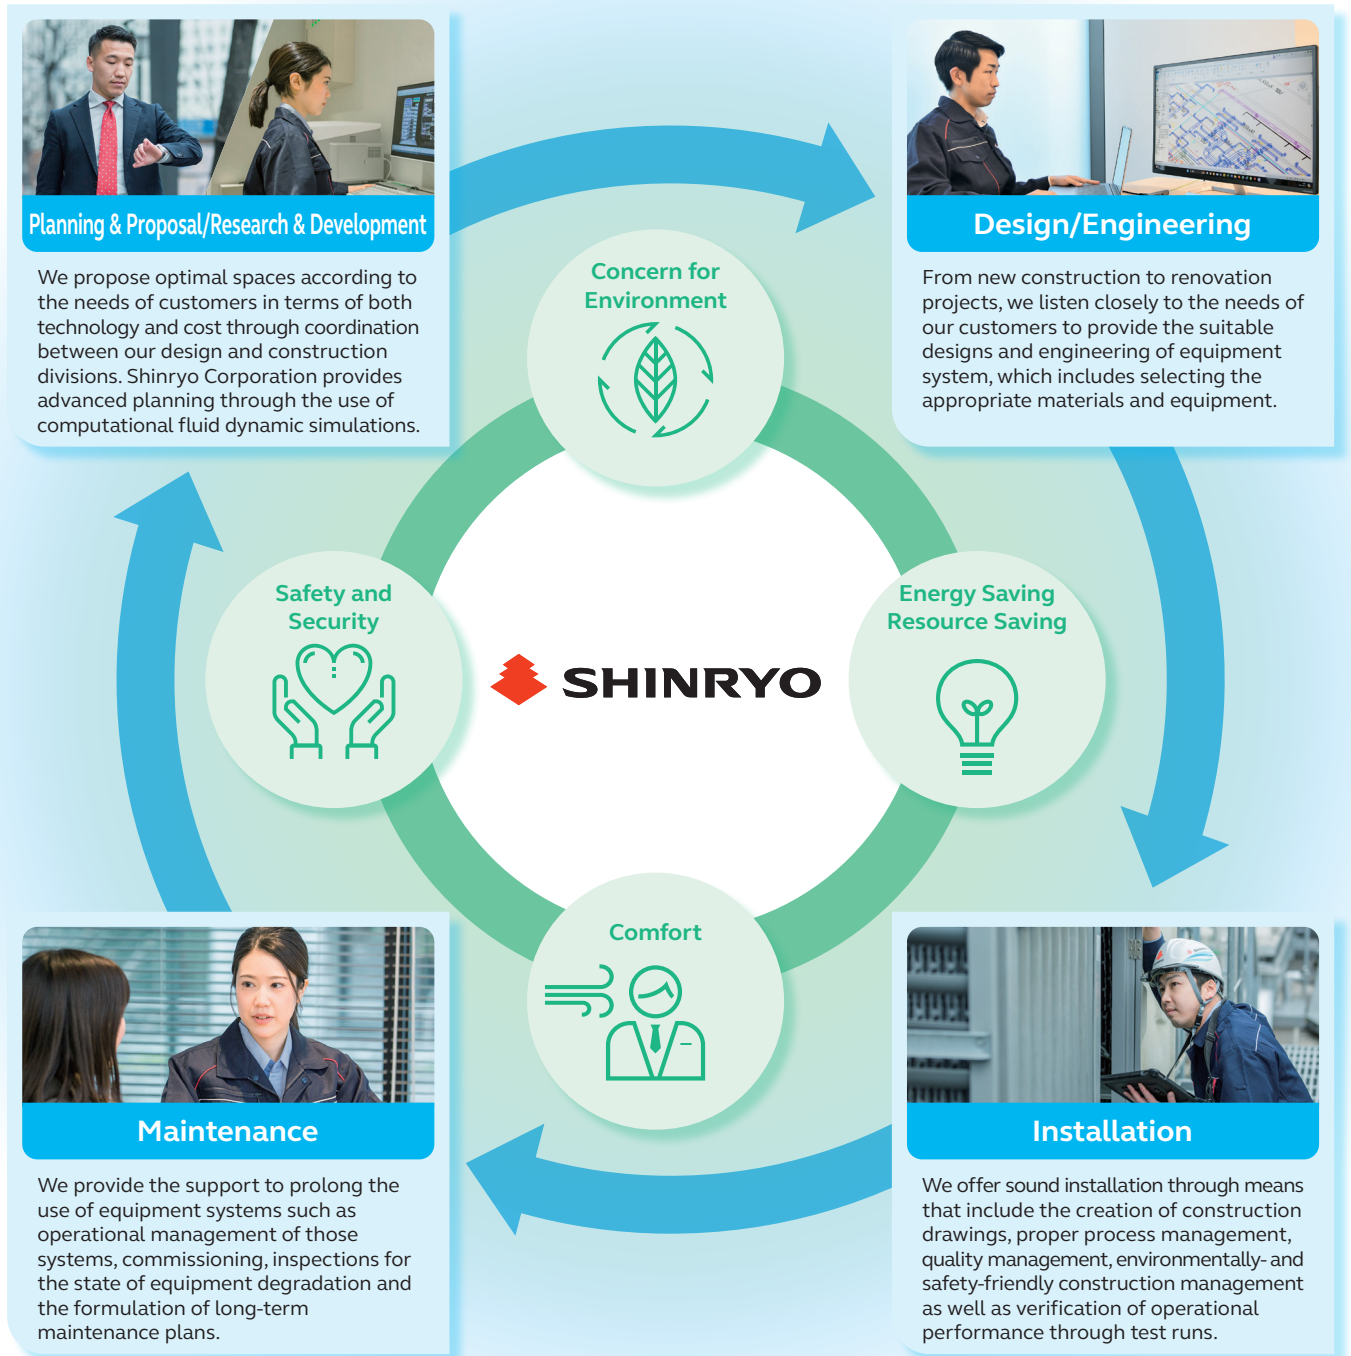 Planning & Proposal/Research & Development
We propose optimal spaces according to
the needs of customers in terms of both
technology and cost through coordination
between our design and construction
divisions. Shinryo Corporation provides
advanced planning through the use of
computational fluid dynamic simulations.
Design/Engineering
From new construction to renovation
projects, we listen closely to the needs of
our customers to provide the suitable
designs and engineering of equipment
system, which includes selecting the
appropriate materials and equipment.
Concern for
Environment
Safety and
Security
SHINRYO
Energy Saving
Resource Saving
Comfort
Maintenance
We provide the support to prolong the
use of equipment systems such as
operational management of those
systems, commissioning, inspections for
the state of equipment degradation and
the formulation of long-term
maintenance plans.
Installation
We offer sound installation through means
that include the creation of construction
drawings, proper process management,
quality management, environmentally- and
safety-friendly construction management
as well as verification of operational
performance through test runs.